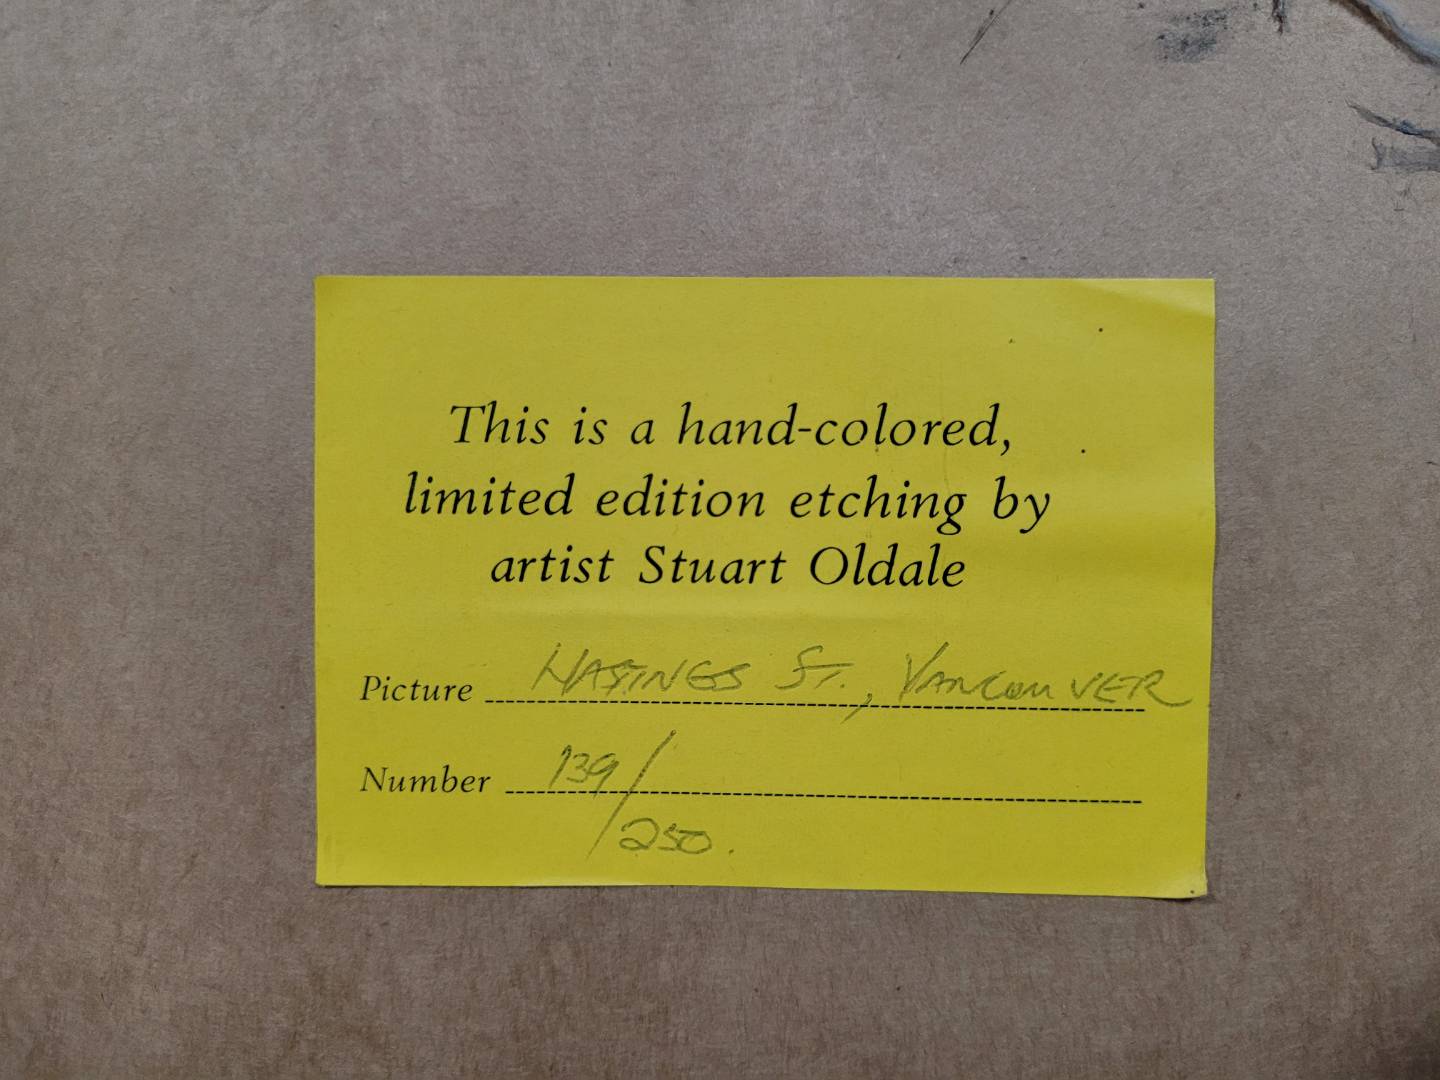 This is a hand-colored,
limited edition etching by
artist Stuart Oldale
Picture HASTINGS ST., VANCOUVER
Number 139/
250.